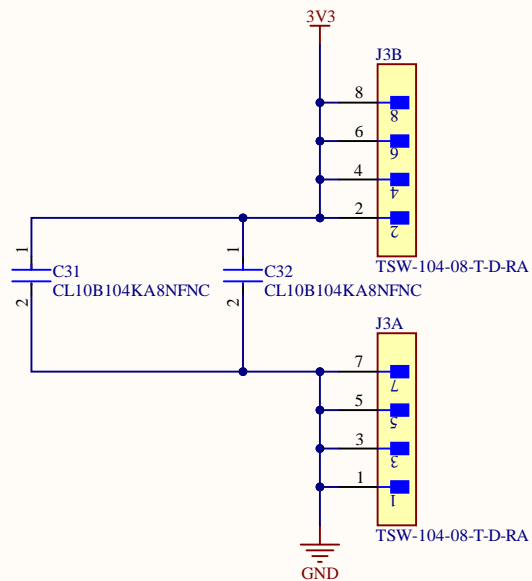 3V3
J3B
8 8
6 6
4 4
2 2
TSW-104-08-T-D-RA
1 1
C31 C32
CL10B104KA8NFNC CL10B104KA8NFNC
2 2
J3A
7 7
5 5
3 3
1 1
TSW-104-08-T-D-RA
GND